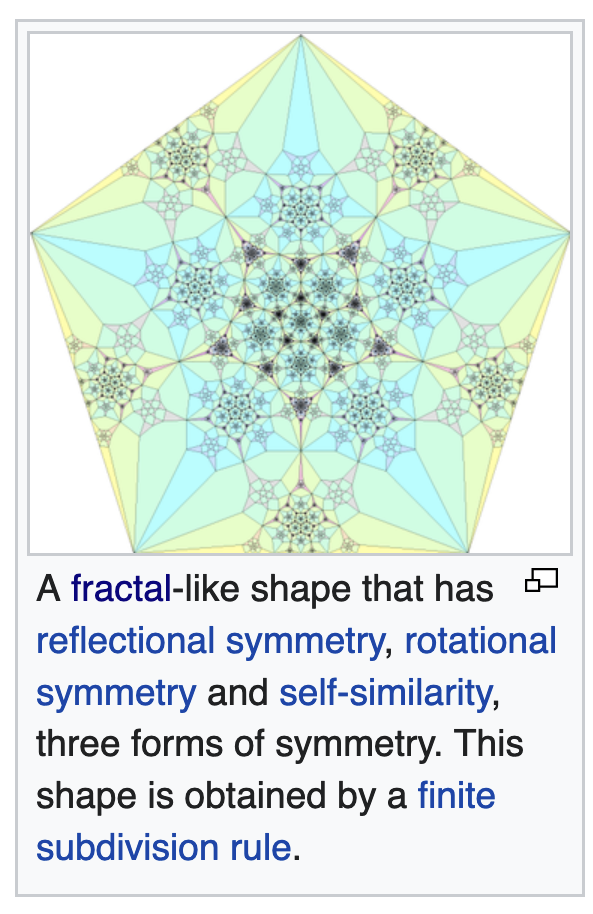 A fractal-like shape that has
reflectional symmetry, rotational
symmetry and self-similarity,
three forms of symmetry. This
shape is obtained by a finite
subdivision rule.